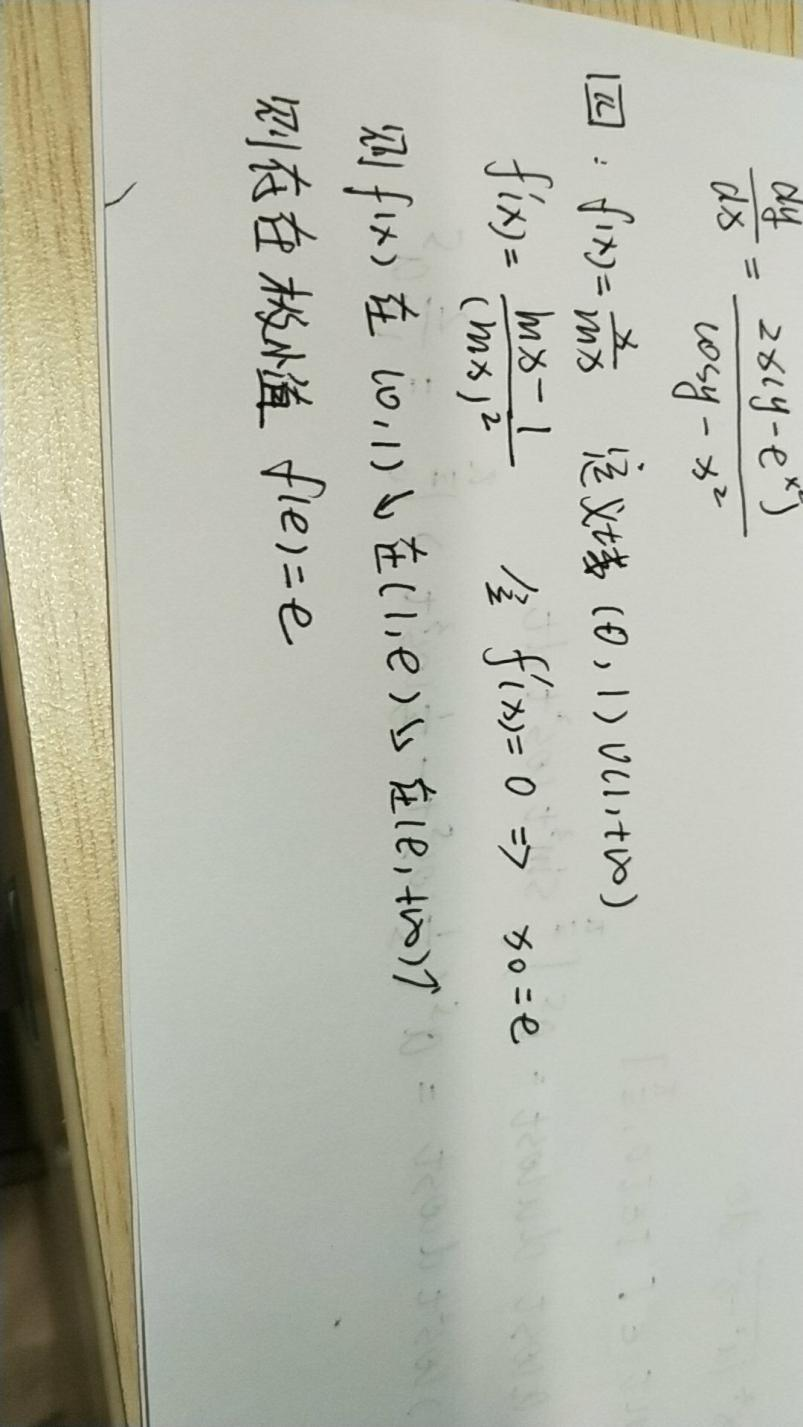 dy/dx = 2x(y-e^{x²})/(cosy-x²)
四: f(x)= x/lnx 定义域 (0,1)∪(1,+∞)
f'(x)= (lnx-1)/(lnx)² 令 f'(x)=0 ⇒ x₀=e
则 f(x) 在 (0,1)↘ 在(1,e)↘ 在(e,+∞)↑
则存在极小值 f(e)=e